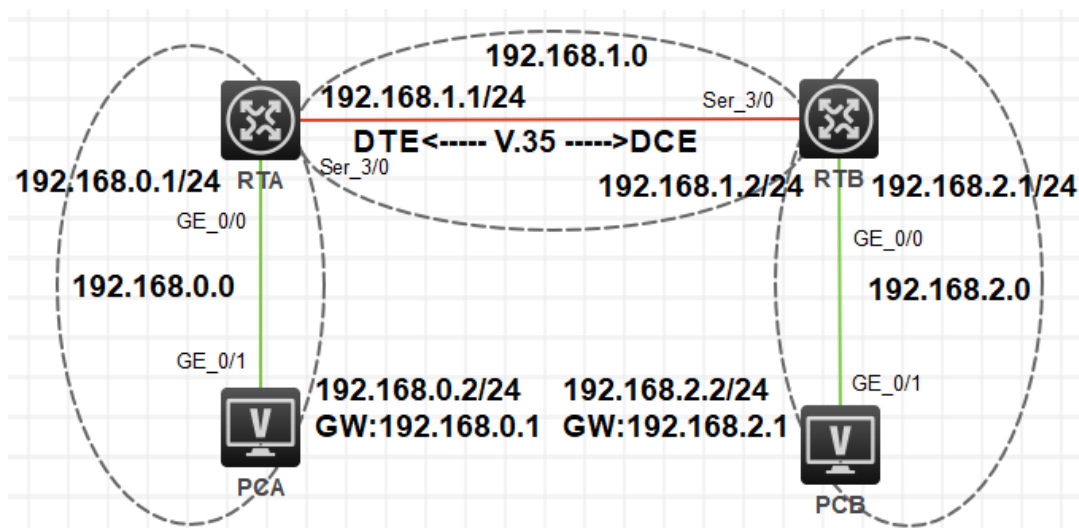 192.168.1.0
192.168.1.1/24
Ser_3/0
DTE<----- V.35 ----->DCE
Ser_3/0
192.168.0.1/24
RTA
192.168.1.2/24
RTB
192.168.2.1/24
GE_0/0
GE_0/0
192.168.0.0
192.168.2.0
GE_0/1
GE_0/1
192.168.0.2/24
GW:192.168.0.1
192.168.2.2/24
GW:192.168.2.1
V
PCA
V
PCB